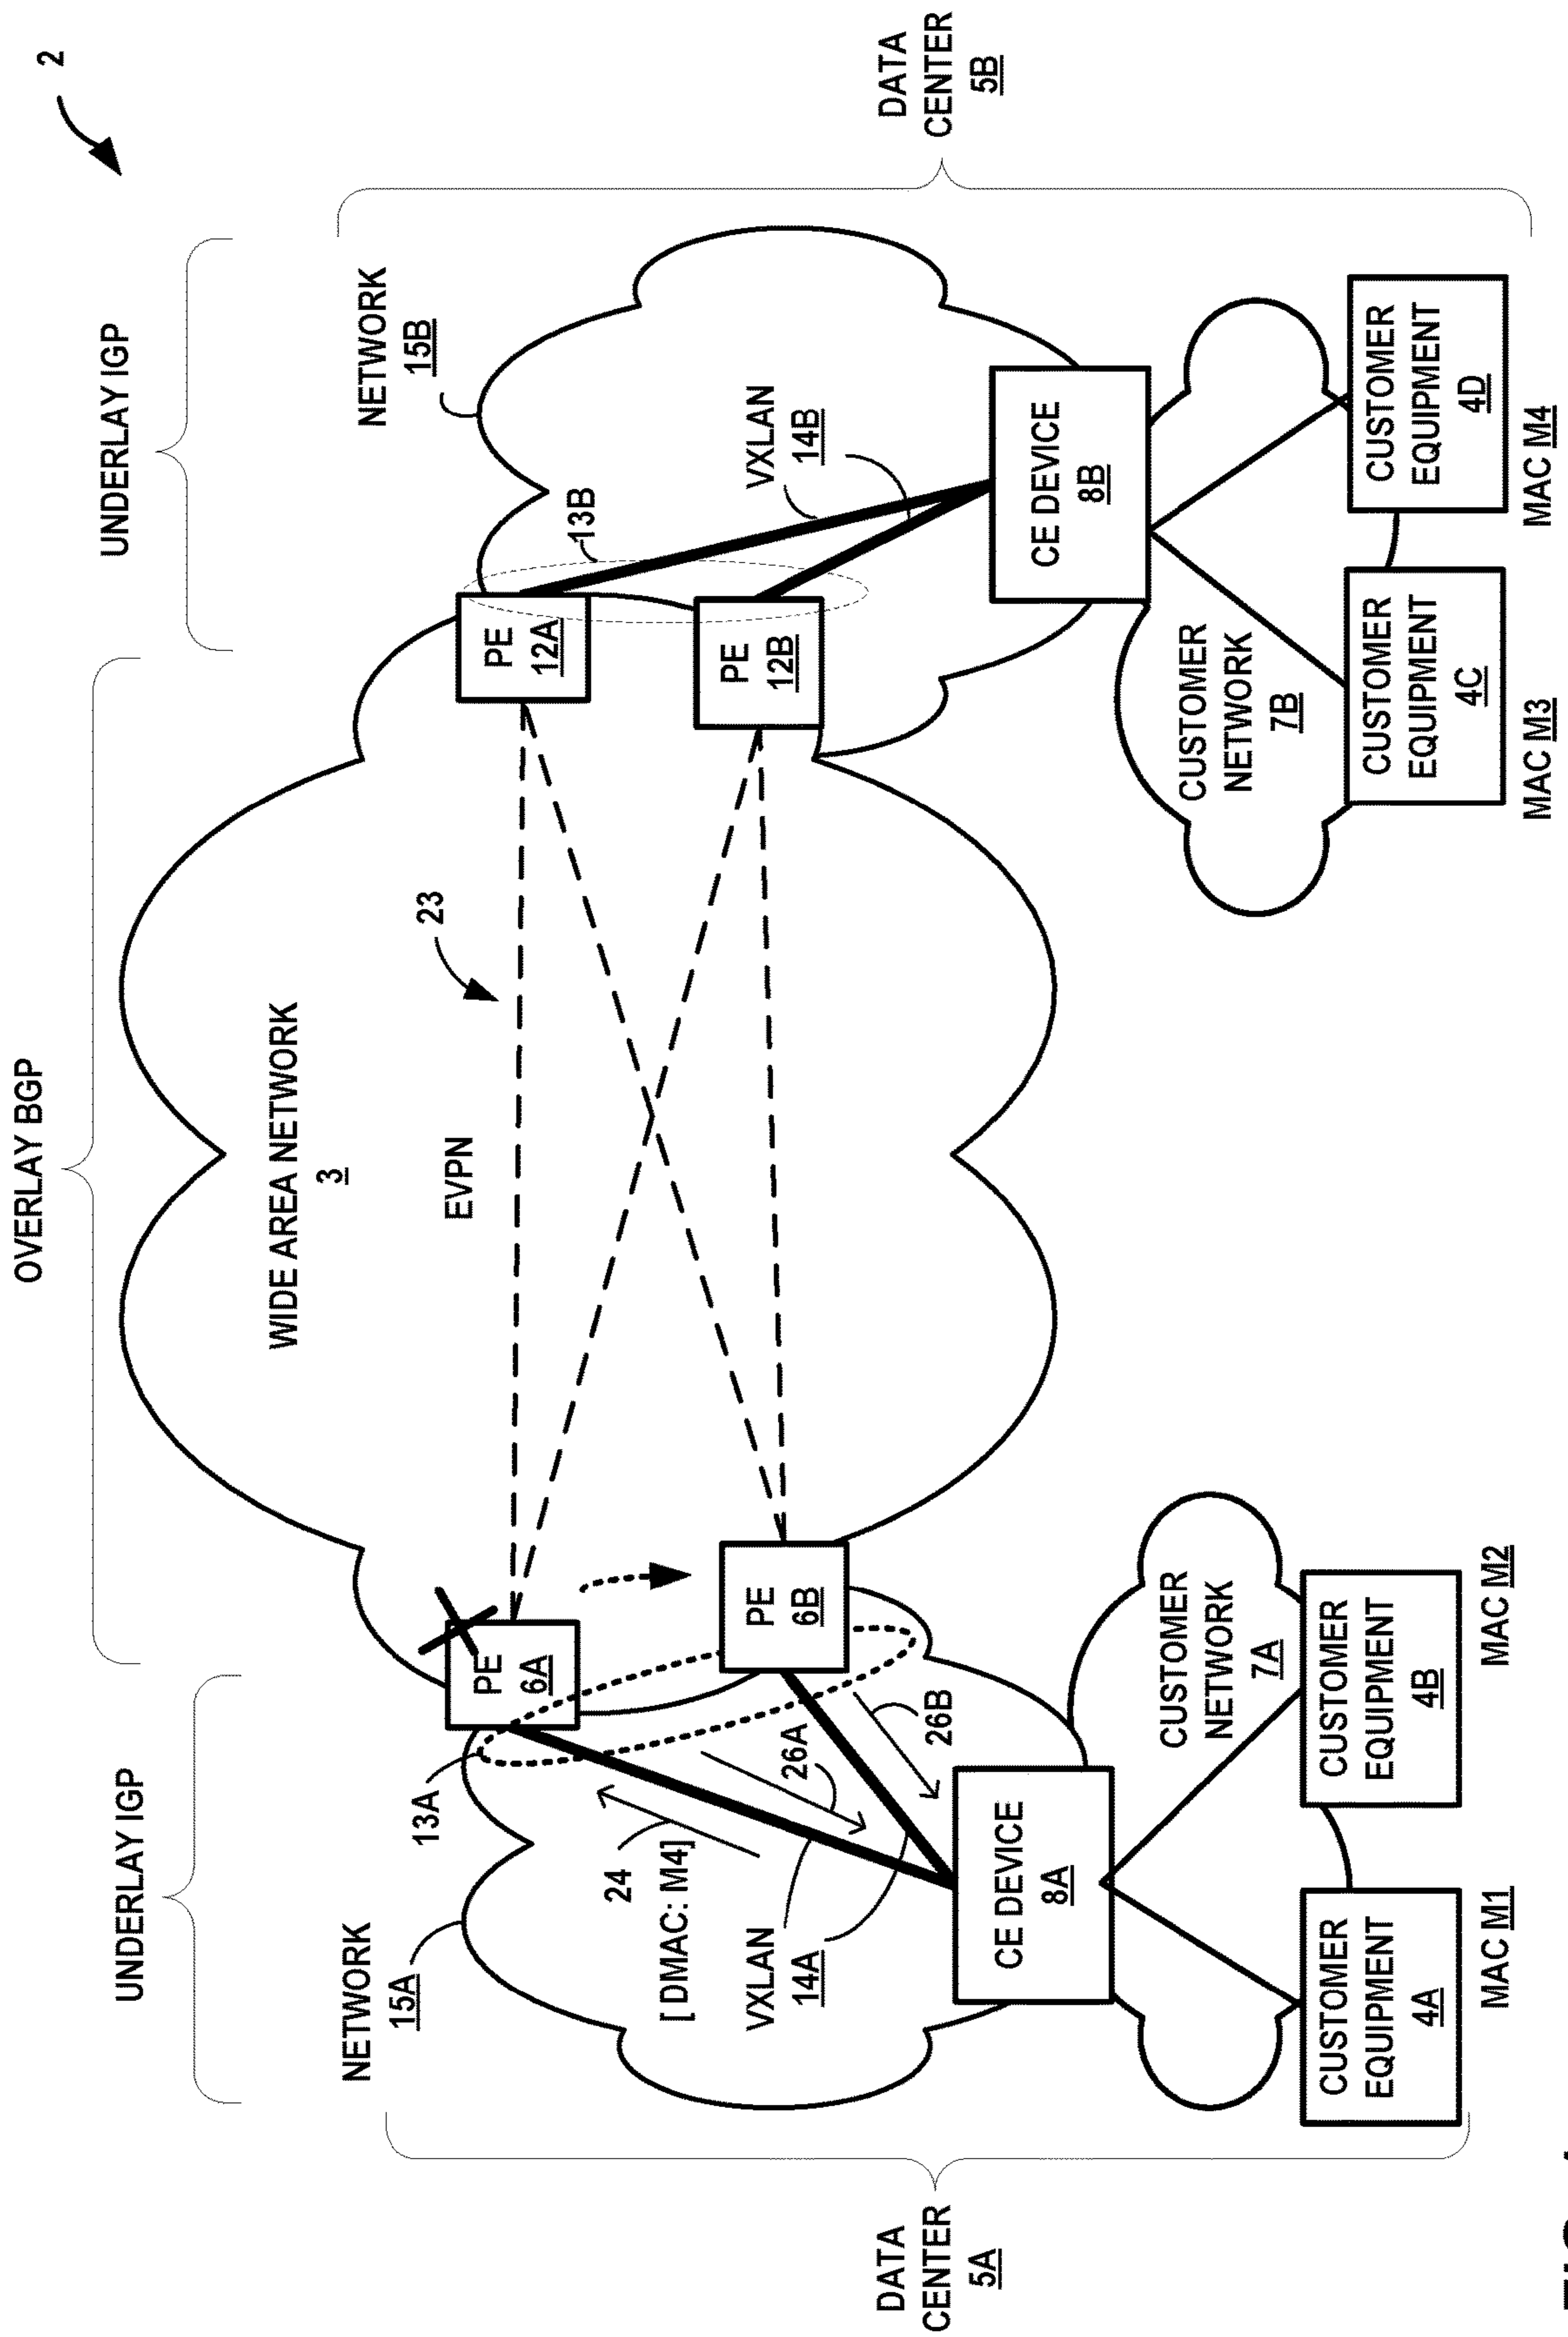 2
OVERLAY BGP
UNDERLAY IGP
UNDERLAY IGP
NETWORK
15A
WIDE AREA NETWORK
3
NETWORK
15B
13A
EVPN
23
PE
6A
PE
12A
13B
24
[DMAC: M4]
26A
PE
6B
PE
12B
VXLAN
14B
VXLAN
14A
26B
DATA
CENTER
5A
CE DEVICE
8A
CE DEVICE
8B
DATA
CENTER
5B
CUSTOMER
NETWORK
7A
CUSTOMER
NETWORK
7B
CUSTOMER
EQUIPMENT
4A
CUSTOMER
EQUIPMENT
4B
CUSTOMER
EQUIPMENT
4C
CUSTOMER
EQUIPMENT
4D
MAC M1
MAC M2
MAC M3
MAC M4